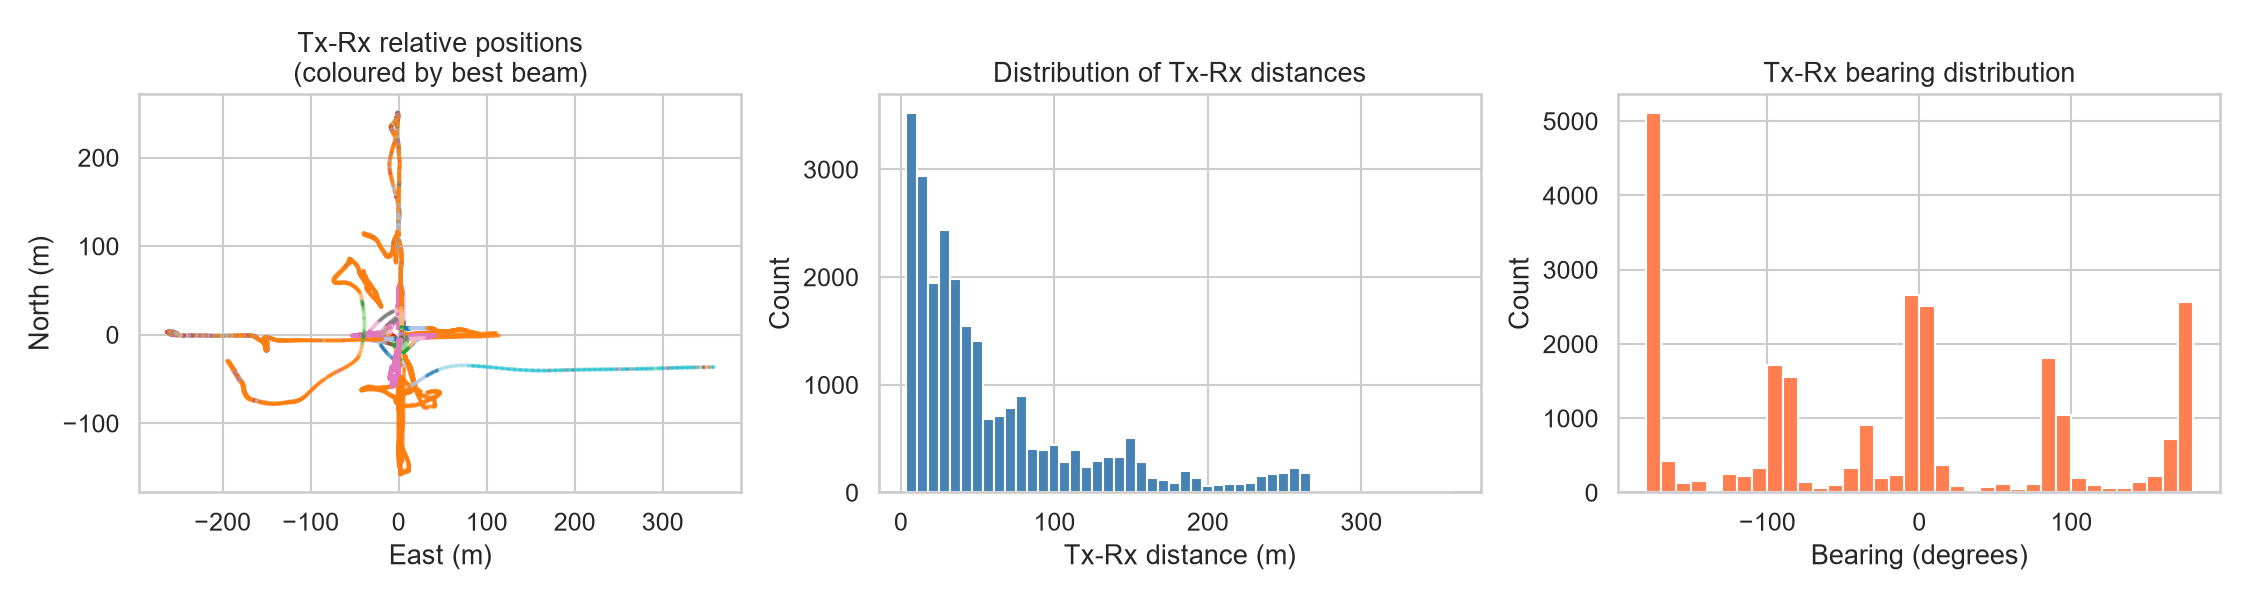 Tx-Rx relative positions
(coloured by best beam)
North (m)
200
100
0
−100
−200
−100
0
100
200
300
East (m)
Distribution of Tx-Rx distances
Count
3000
2000
1000
0
0
100
200
300
Tx-Rx distance (m)
Tx-Rx bearing distribution
Count
5000
4000
3000
2000
1000
0
−100
0
100
Bearing (degrees)